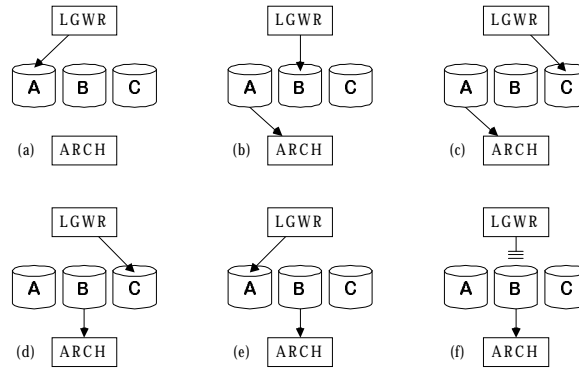 LGWR LGWR LGWR
A B C A B C A B C
(a) ARCH (b) ARCH (c) ARCH
LGWR LGWR LGWR
A B C A B C A B C
(d) ARCH (e) ARCH (f) ARCH